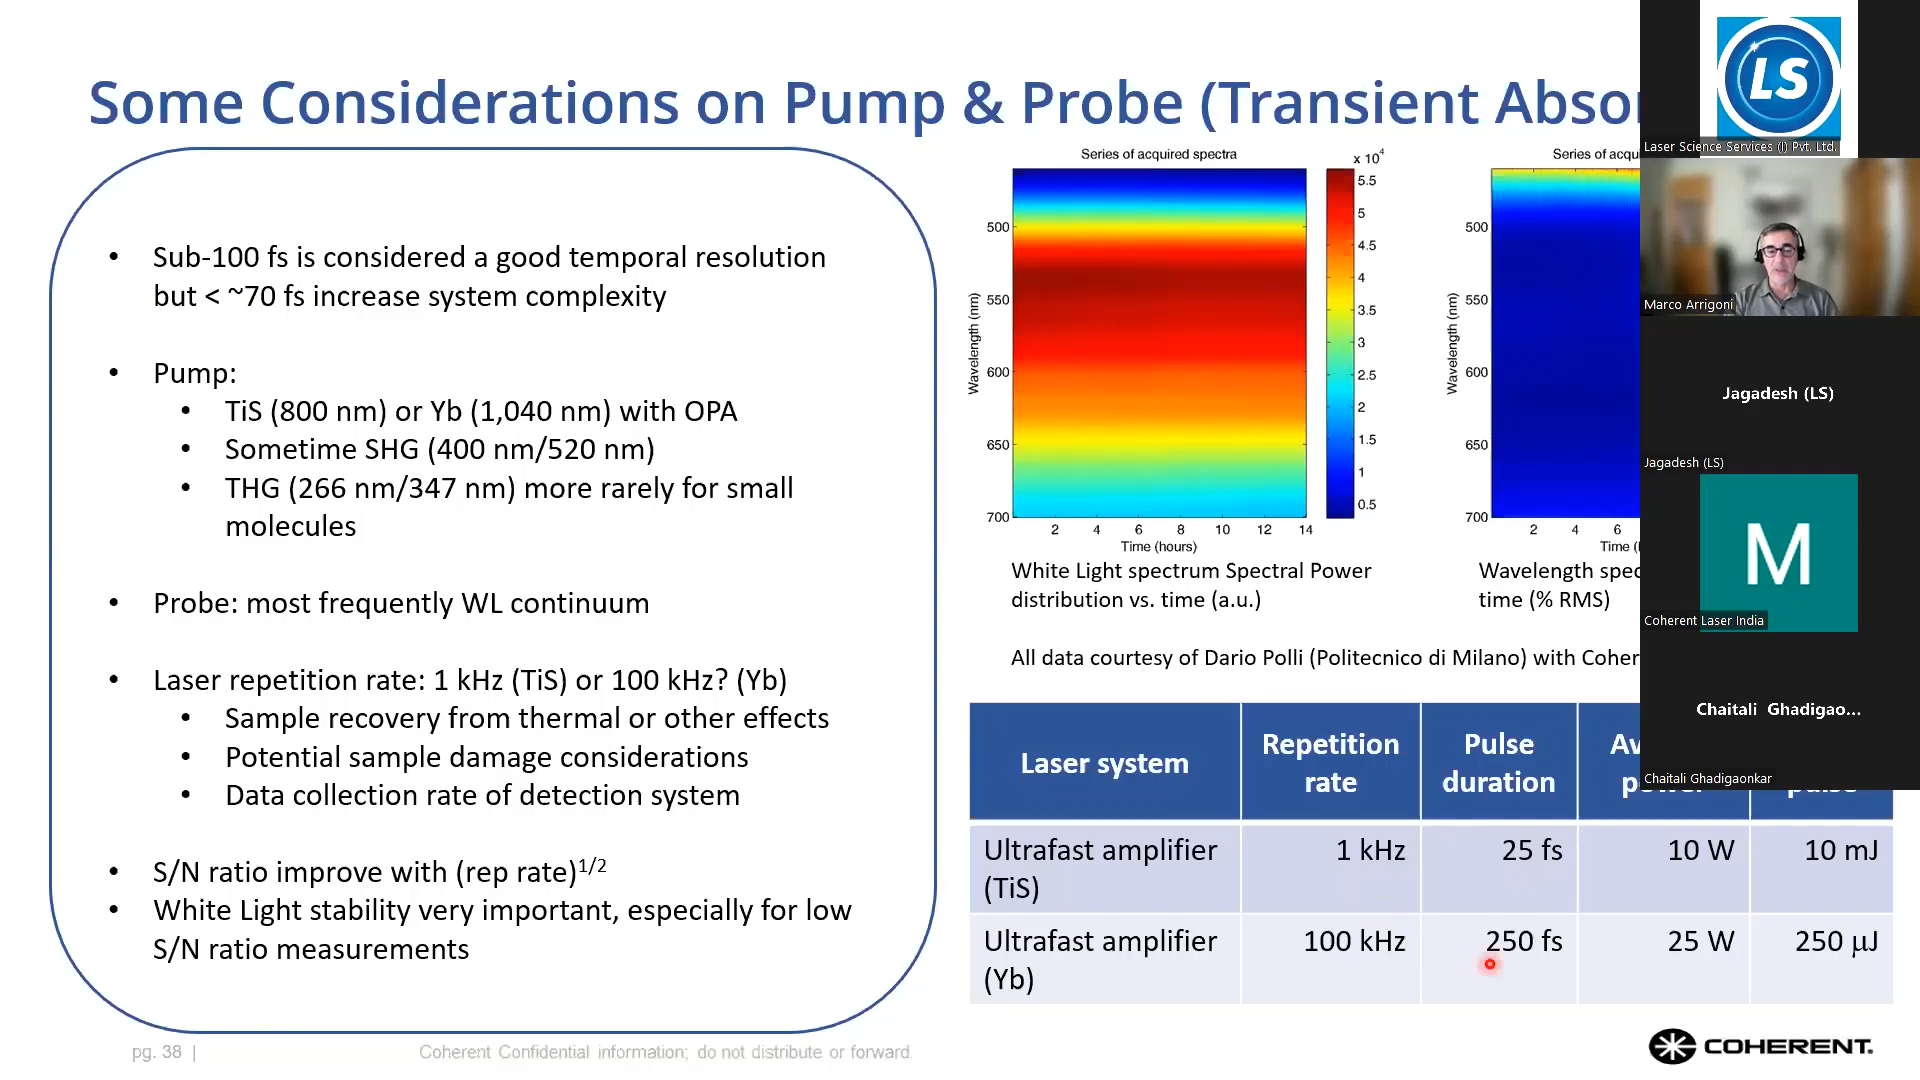 Some Considerations on Pump & Probe (Transient Absor
Sub-100 fs is considered a good temporal resolution
but < ~70 fs increase system complexity
Pump:
TiS (800 nm) or Yb (1,040 nm) with OPA
Sometime SHG (400 nm/520 nm)
THG (266 nm/347 nm) more rarely for small
molecules
Probe: most frequently WL continuum
Laser repetition rate: 1 kHz (TiS) or 100 kHz? (Yb)
Sample recovery from thermal or other effects
Potential sample damage considerations
Data collection rate of detection system
S/N ratio improve with (rep rate)1/2
White Light stability very important, especially for low
S/N ratio measurements
Series of acquired spectra
x 10^4
5.5
5
4.5
4
3.5
3
2.5
2
1.5
1
0.5
Wavelength (nm)
500
550
600
650
700
2 4 6 8 10 12 14
Time (hours)
White Light spectrum Spectral Power
distribution vs. time (a.u.)
Series of acqu
Wavelength (nm)
500
550
600
650
700
2 4 6
Time (
Wavelength spec
time (% RMS)
All data courtesy of Dario Polli (Politecnico di Milano) with Coher
Laser system
Repetition
rate
Pulse
duration
Av
power
pulse
Ultrafast amplifier
(TiS)
1 kHz
25 fs
10 W
10 mJ
Ultrafast amplifier
(Yb)
100 kHz
250 fs
25 W
250 µJ
pg. 38 |
Coherent Confidential information; do not distribute or forward.
COHERENT.
LS
Laser Science Services (I) Pvt. Ltd.
Marco Arrigoni
Jagadesh (LS)
Jagadesh (LS)
M
Coherent Laser India
Chaitali Ghadigao...
Chaitali Ghadigaonkar